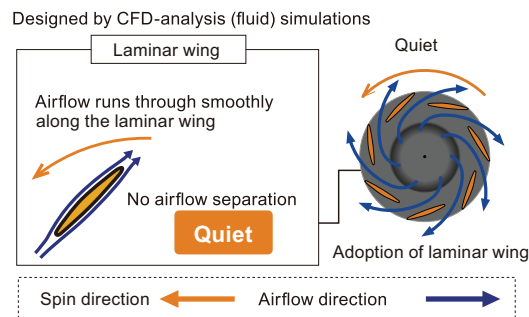 Designed by CFD-analysis (fluid) simulations
Laminar wing
Quiet
Airflow runs through smoothly
along the laminar wing
No airflow separation
Quiet
Adoption of laminar wing
Spin direction
Airflow direction